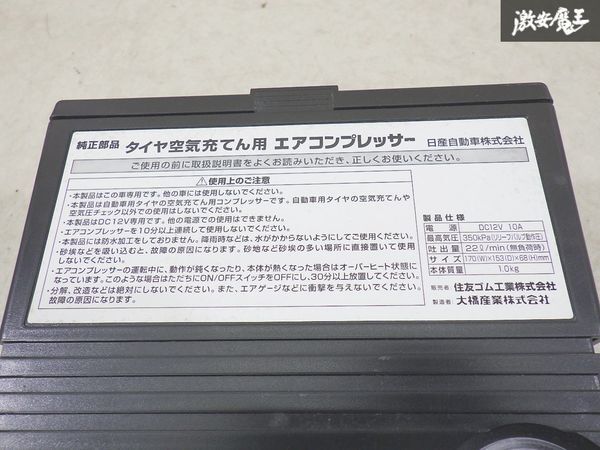 激安魔王
純正部品 タイヤ空気充てん用 エアコンプレッサー 日産自動車株式会社
ご使用の前に取扱説明書をよくお読みいただき、正しくお使いください。
⚠使用上のご注意
・本製品はこの車専用です。他の車には使用しないでください。
・本製品は自動車用タイヤの空気充てん用コンプレッサーです。自動車用タイヤの空気充てんや
空気圧チェック以外での使用はしないでください。
・本製品はDC12V専用です。他の電源での使用はできません。
・エアコンプレッサーを10分以上連続して使用しないでください。
・本製品には防水加工をしておりません。降雨時などは、水がかからないようにしてください。
・砂埃などを吸い込むと、故障の原因になります。砂地など砂埃の多い場所に直接置いて使用
しないでください。
・エアコンプレッサーの運転中に、動作が鈍くなったり、本体が熱くなった場合はオーバーヒート状態に
なっています。このような場合はただちにON/OFFスイッチをOFFにし、30分以上放置してください。
・分解、改造などは絶対にしないでください。また、エアゲージなどに衝撃を与えないでください。
故障の原因になります。
製品仕様
電源 DC12V 10A
最高気圧 350kPa(リリーフバルブ動作圧)
吐出量 22ℓ/min(無負荷時)
サイズ 170(W)×153(D)×68(H)mm
本体質量 1.0kg
販売者 住友ゴム工業株式会社
製造者 大橋産業株式会社